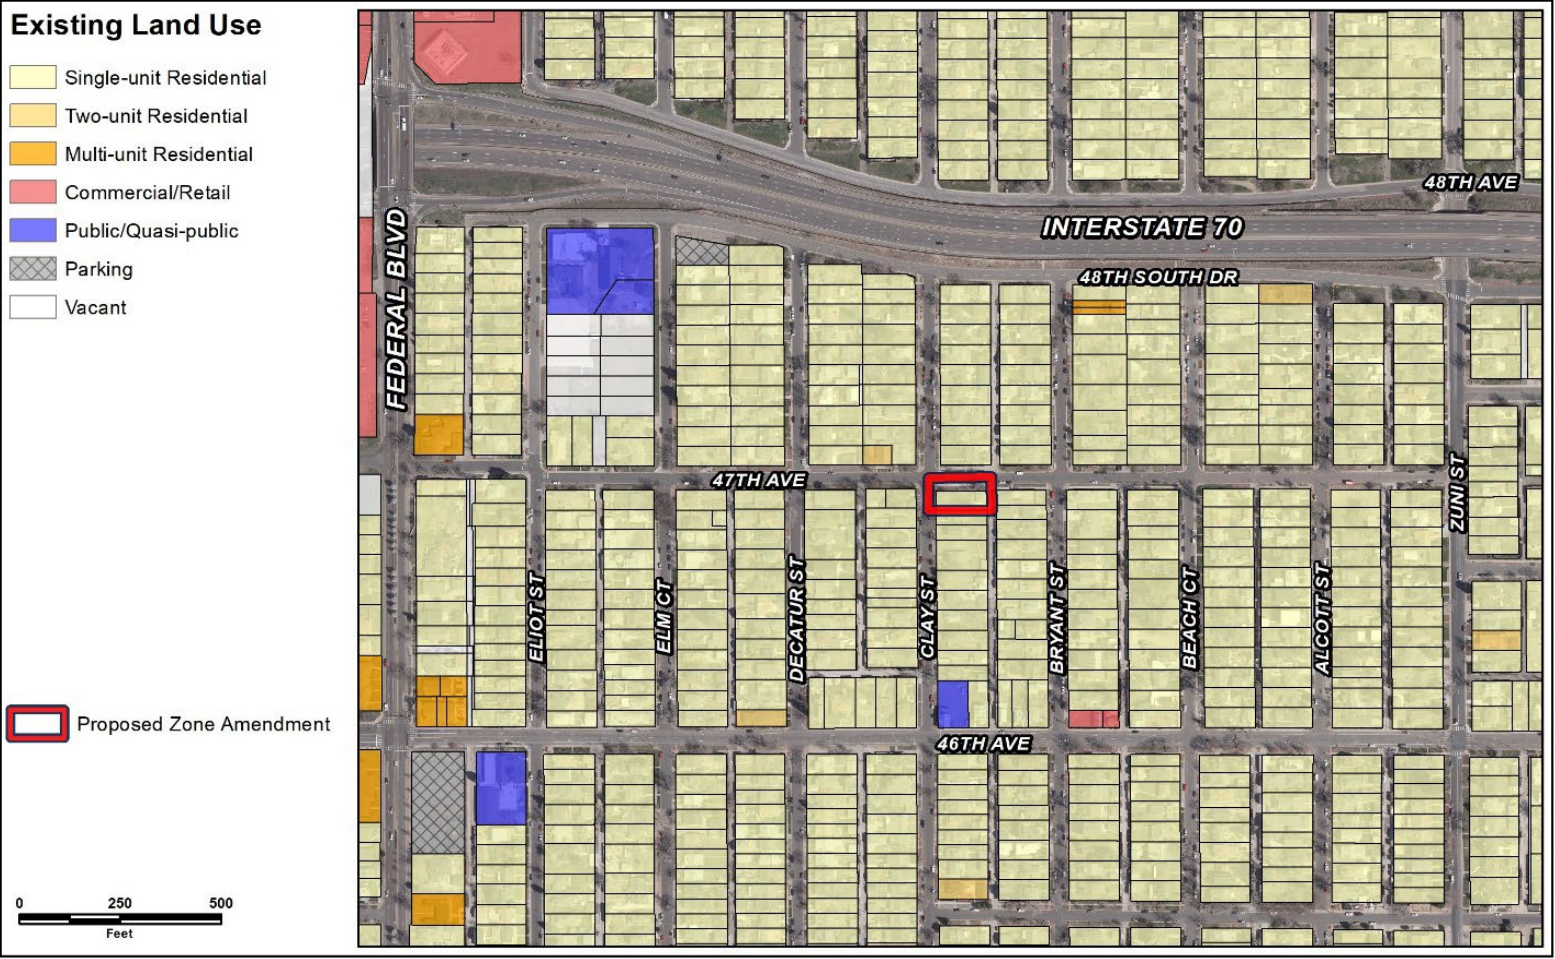 Existing Land Use
Single-unit Residential
Two-unit Residential
Multi-unit Residential
Commercial/Retail
Public/Quasi-public
Parking
Vacant
Proposed Zone Amendment
0 250 500
Feet
48TH AVE
INTERSTATE 70
48TH SOUTH DR
FEDERAL BLVD
47TH AVE
ZUNI ST
ELIOT ST
ELM CT
DECATUR ST
CLAY ST
BRYANT ST
BEACH CT
ALCOTT ST
46TH AVE